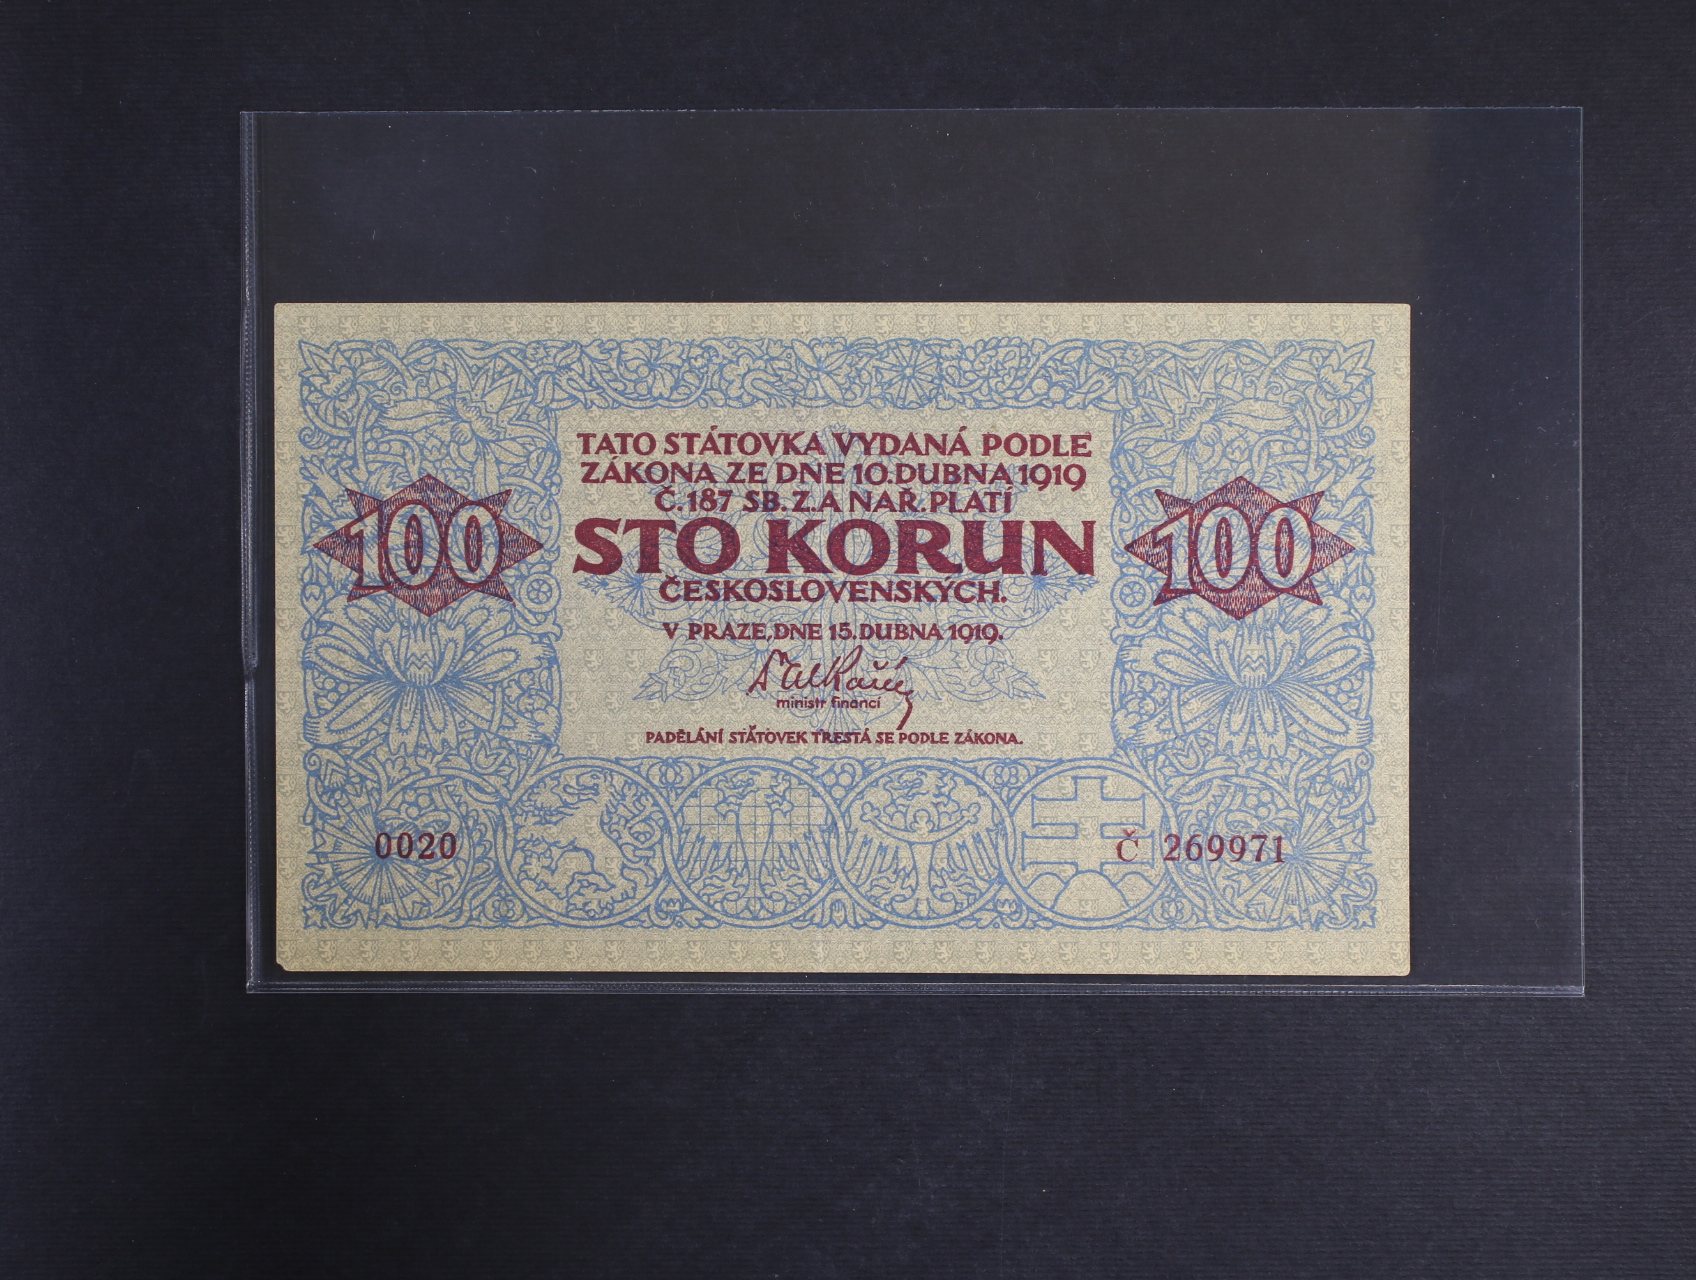 TATO STÁTOVKA VYDANÁ PODLE
ZÁKONA ZE DNE 10. DUBNA 1919
Č. 187 SB. Z. A NAŘ. PLATÍ
100 STO KORUN 100
ČESKOSLOVENSKÝCH.
V PRAZE, DNE 15. DUBNA 1919.
ministr financí
PADĚLÁNÍ STÁTOVEK TRESTÁ SE PODLE ZÁKONA.
0020 Č 269971